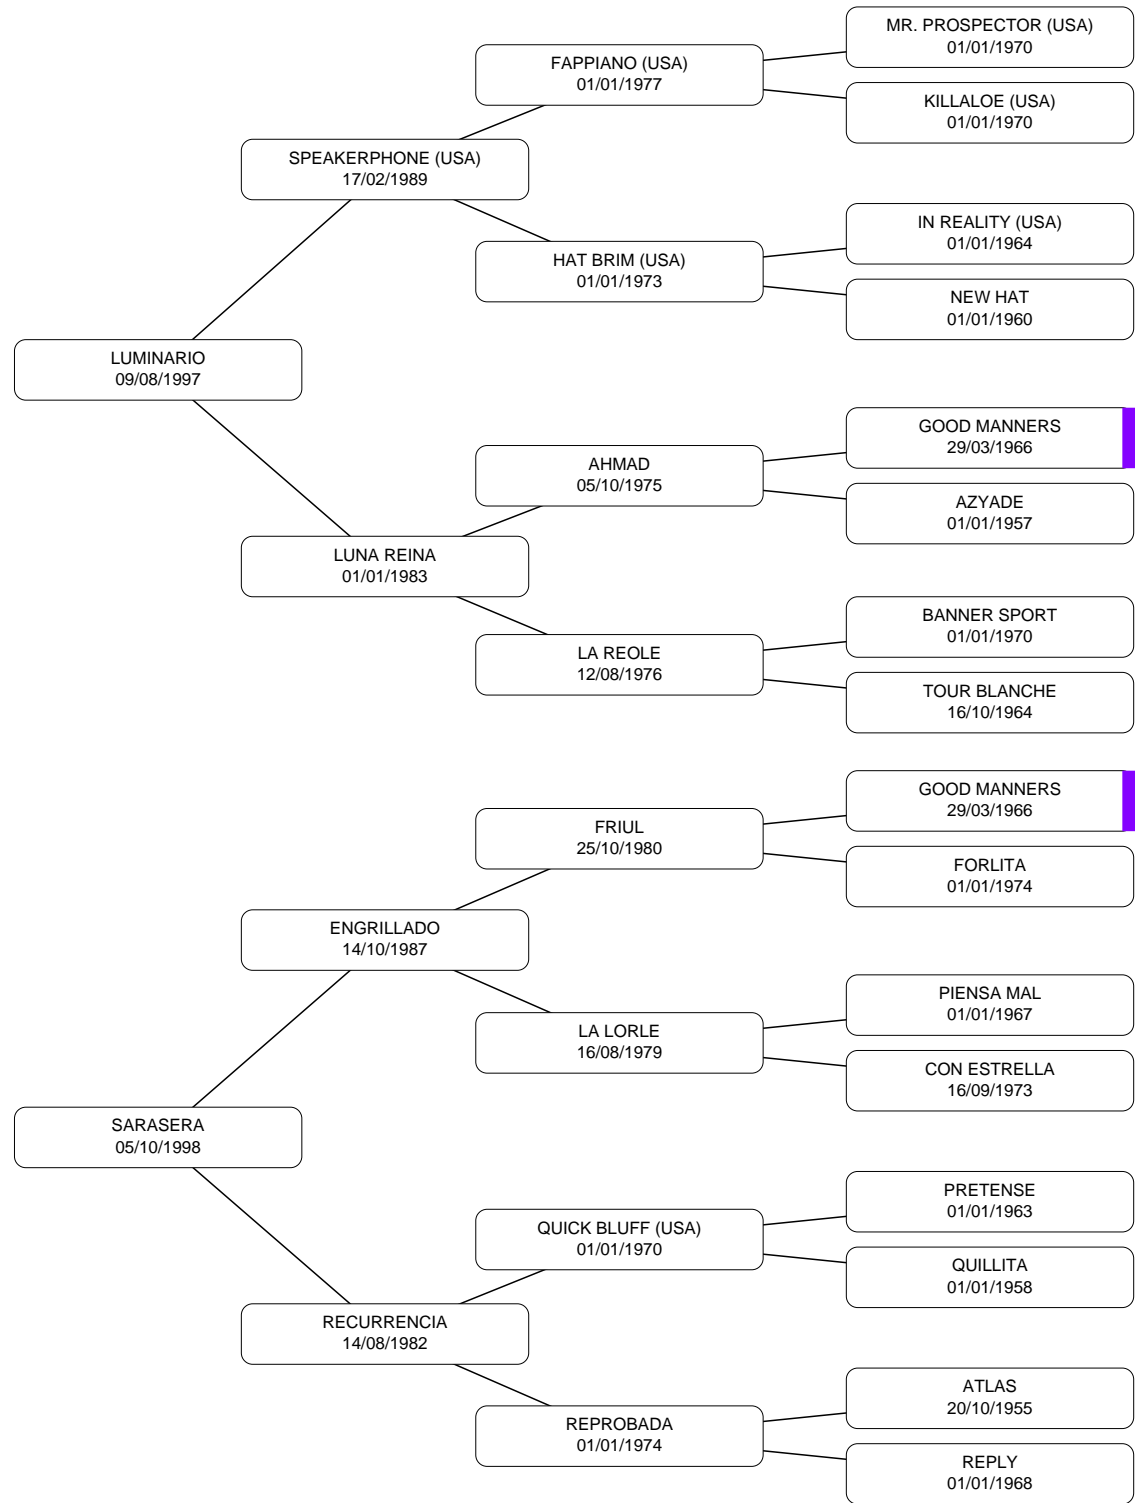 MR. PROSPECTOR (USA)
01/01/1970
FAPPIANO (USA)
01/01/1977
KILLALOE (USA)
01/01/1970
SPEAKERPHONE (USA)
17/02/1989
IN REALITY (USA)
01/01/1964
HAT BRIM (USA)
01/01/1973
NEW HAT
01/01/1960
LUMINARIO
09/08/1997
GOOD MANNERS
29/03/1966
AHMAD
05/10/1975
AZYADE
01/01/1957
LUNA REINA
01/01/1983
BANNER SPORT
01/01/1970
LA REOLE
12/08/1976
TOUR BLANCHE
16/10/1964
GOOD MANNERS
29/03/1966
FRIUL
25/10/1980
FORLITA
01/01/1974
ENGRILLADO
14/10/1987
PIENSA MAL
01/01/1967
LA LORLE
16/08/1979
CON ESTRELLA
16/09/1973
SARASERA
05/10/1998
PRETENSE
01/01/1963
QUICK BLUFF (USA)
01/01/1970
QUILLITA
01/01/1958
RECURRENCIA
14/08/1982
ATLAS
20/10/1955
REPROBADA
01/01/1974
REPLY
01/01/1968